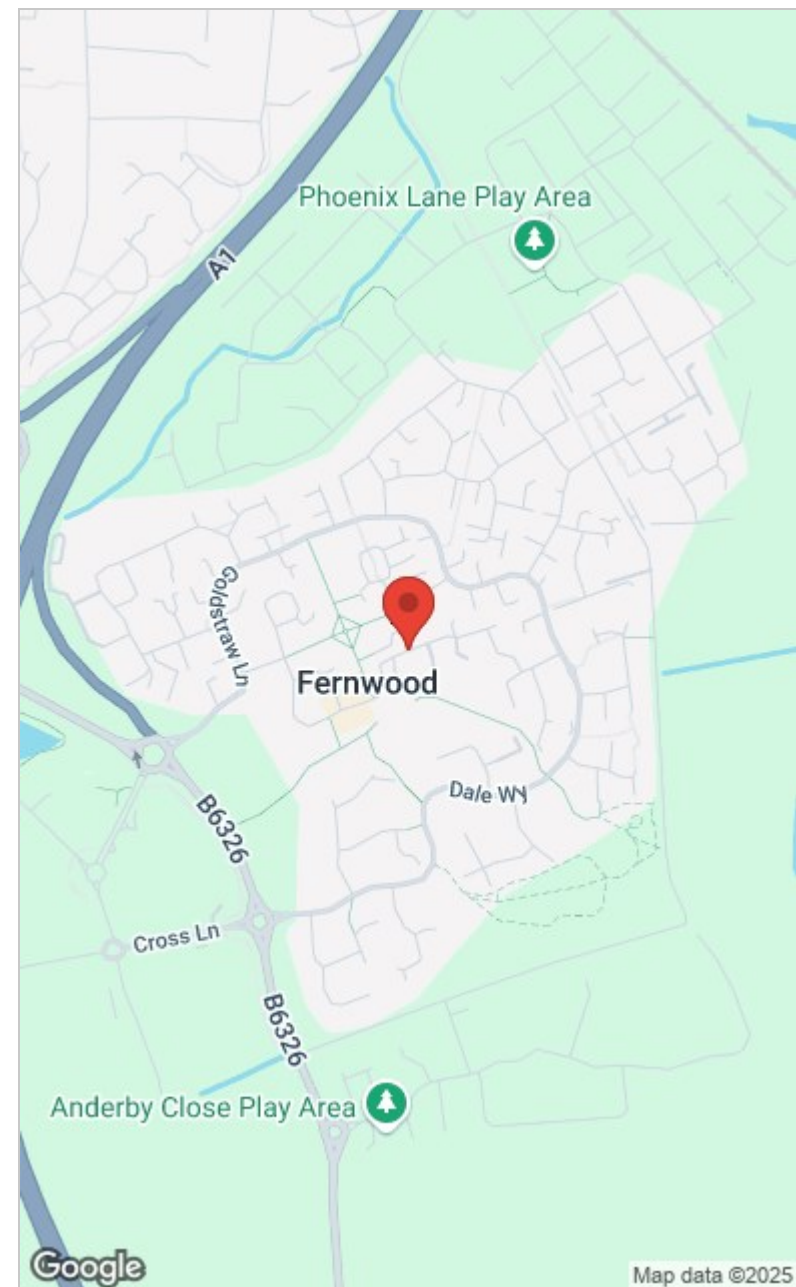 Phoenix Lane Play Area
A1
Goldstraw Ln
Fernwood
Dale Wy
B6326
Cross Ln
B6326
Anderby Close Play Area
Google
Map data ©2025